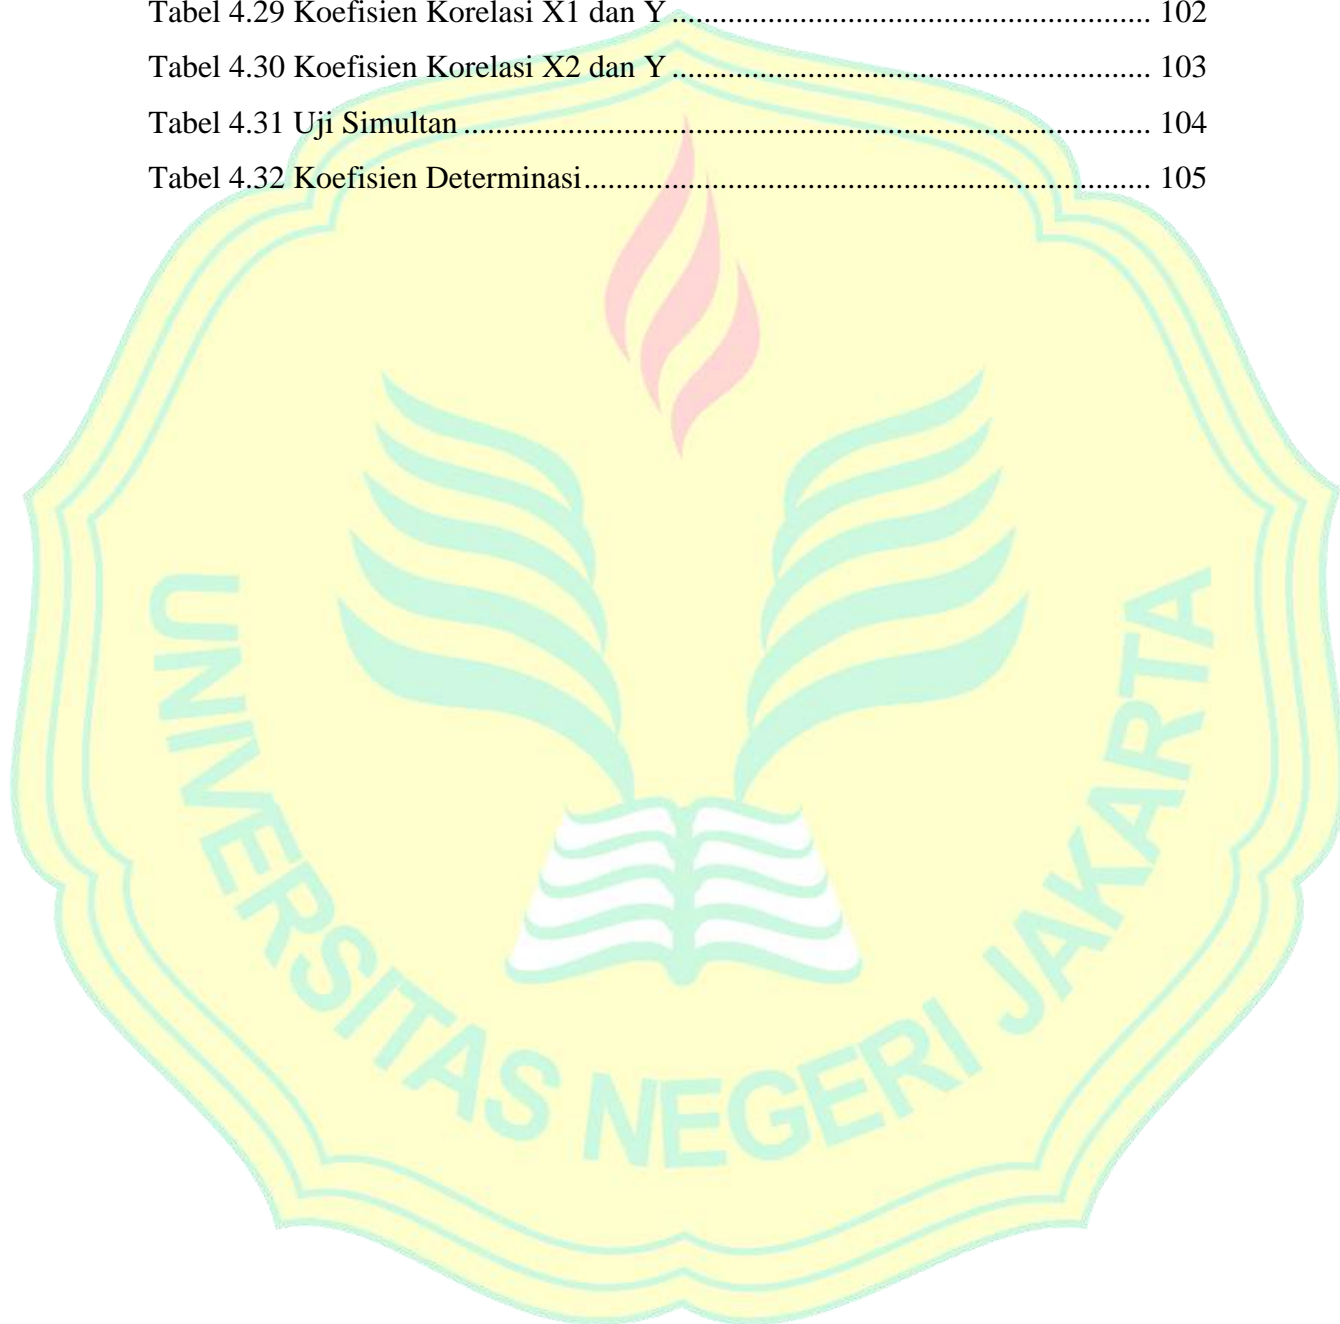 Tabel 4.29 Koefisien Korelasi X1 dan Y ............................................................ 102
Tabel 4.30 Koefisien Korelasi X2 dan Y ............................................................ 103
Tabel 4.31 Uji Simultan ...................................................................................... 104
Tabel 4.32 Koefisien Determinasi....................................................................... 105
UNIVERSITAS NEGERI JAKARTA